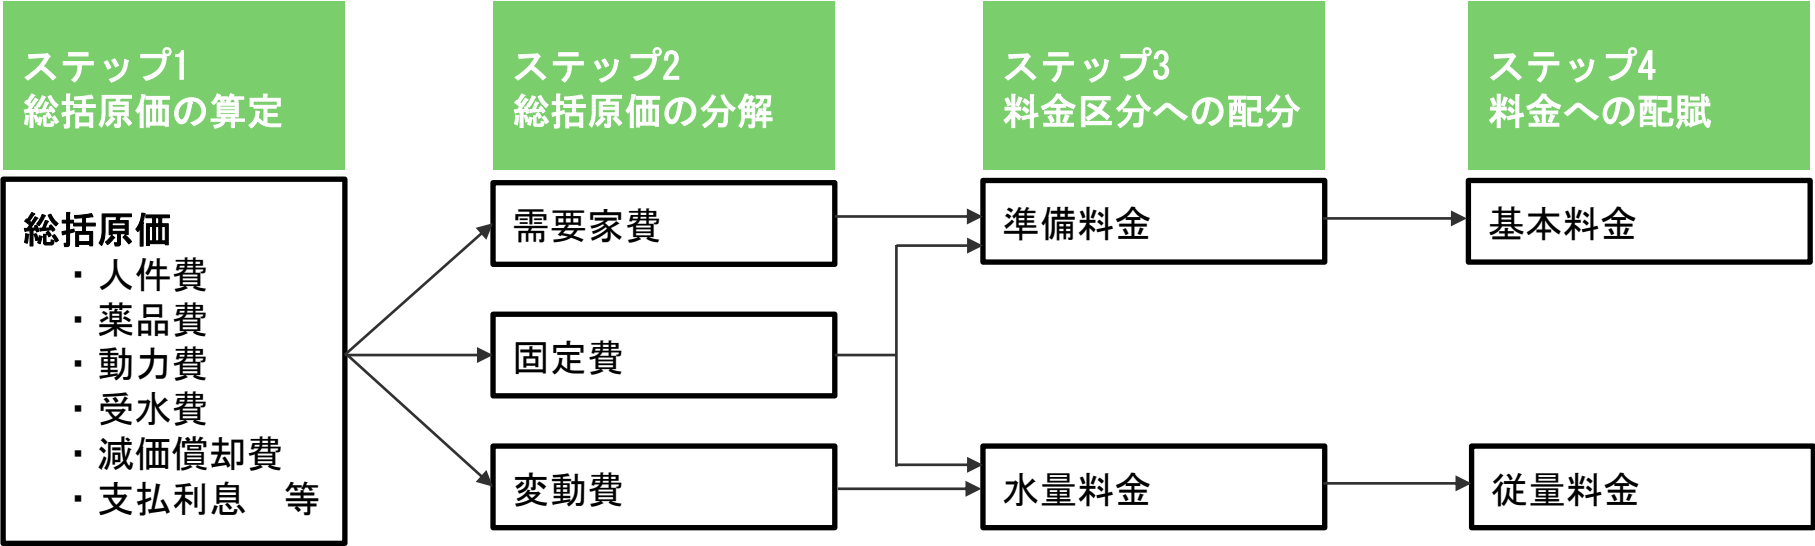 ステップ1
総括原価の算定
ステップ2
総括原価の分解
ステップ3
料金区分への配分
ステップ4
料金への配賦
総括原価
・人件費
・薬品費
・動力費
・受水費
・減価償却費
・支払利息　等
需要家費
固定費
変動費
準備料金
水量料金
基本料金
従量料金